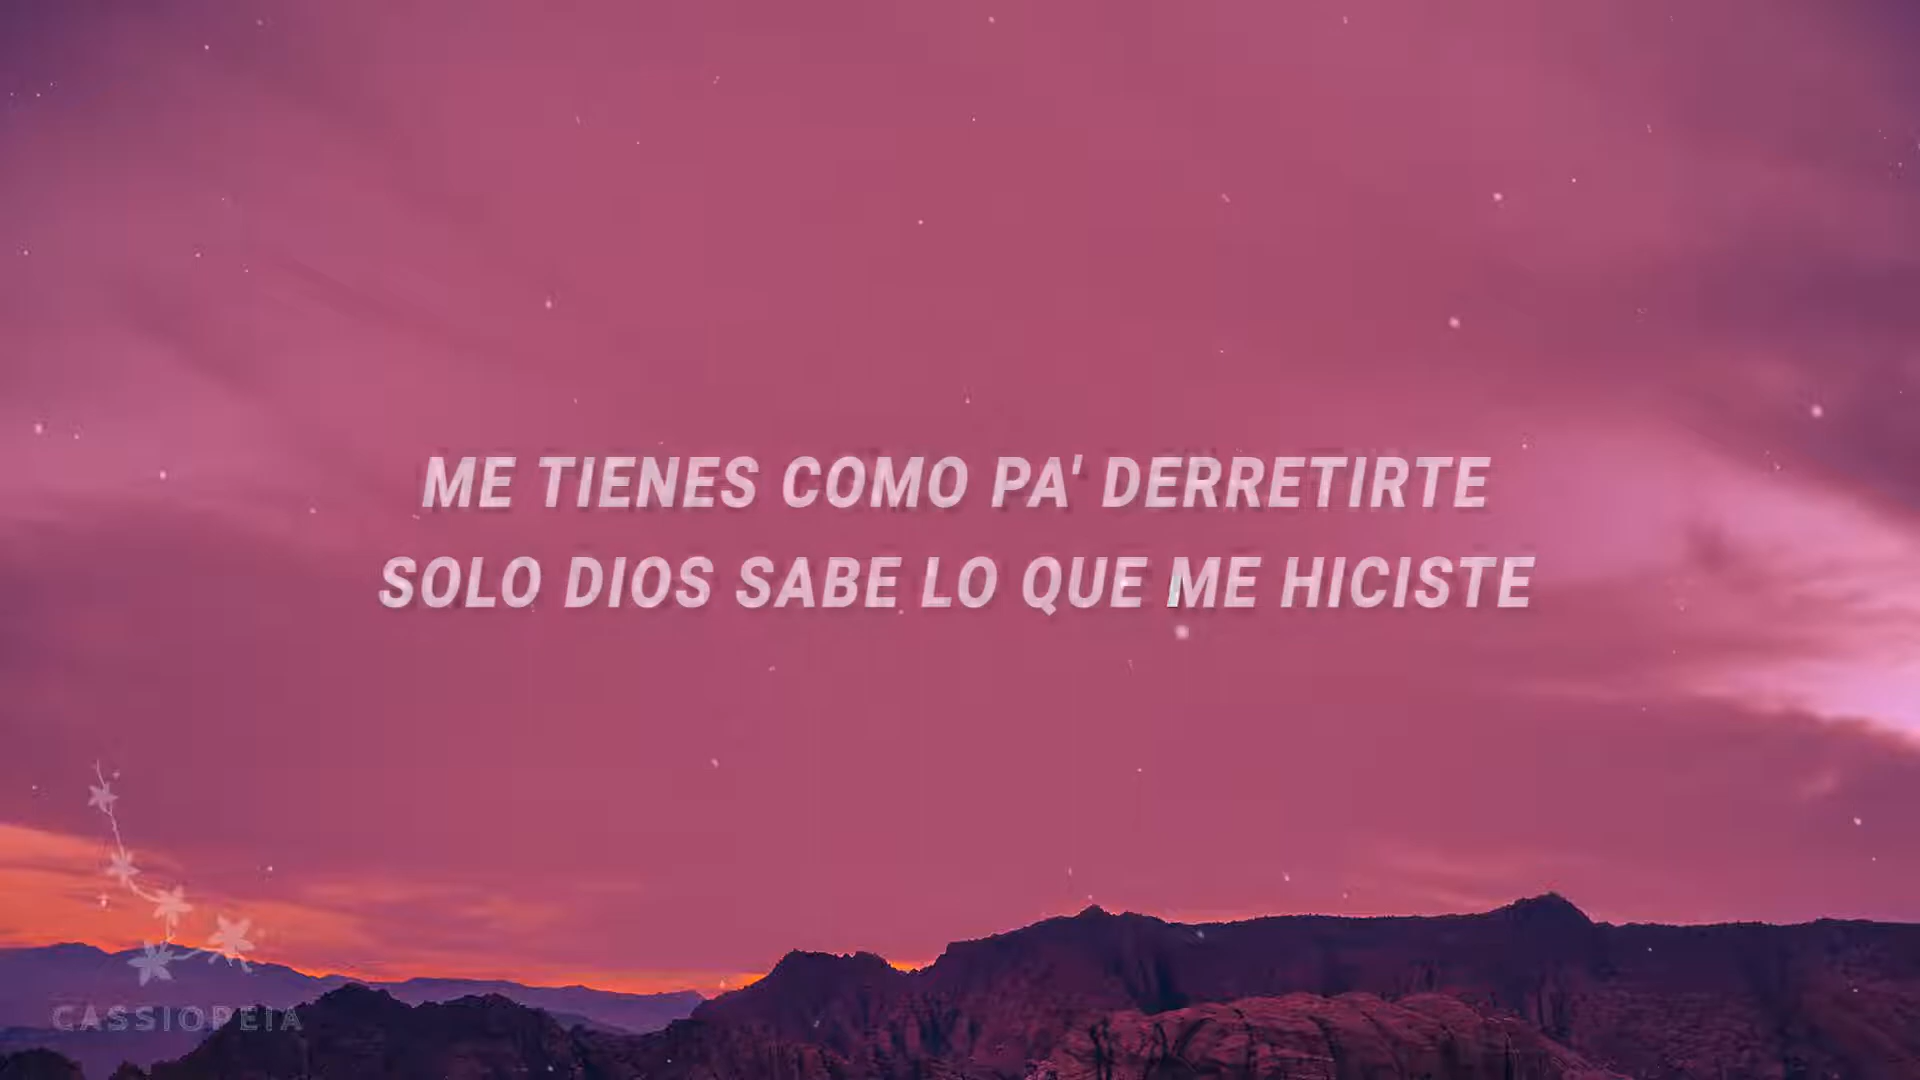 ME TIENES COMO PA' DERRETIRTE
SOLO DIOS SABE LO QUE ME HICISTE
CASSIOPEIA